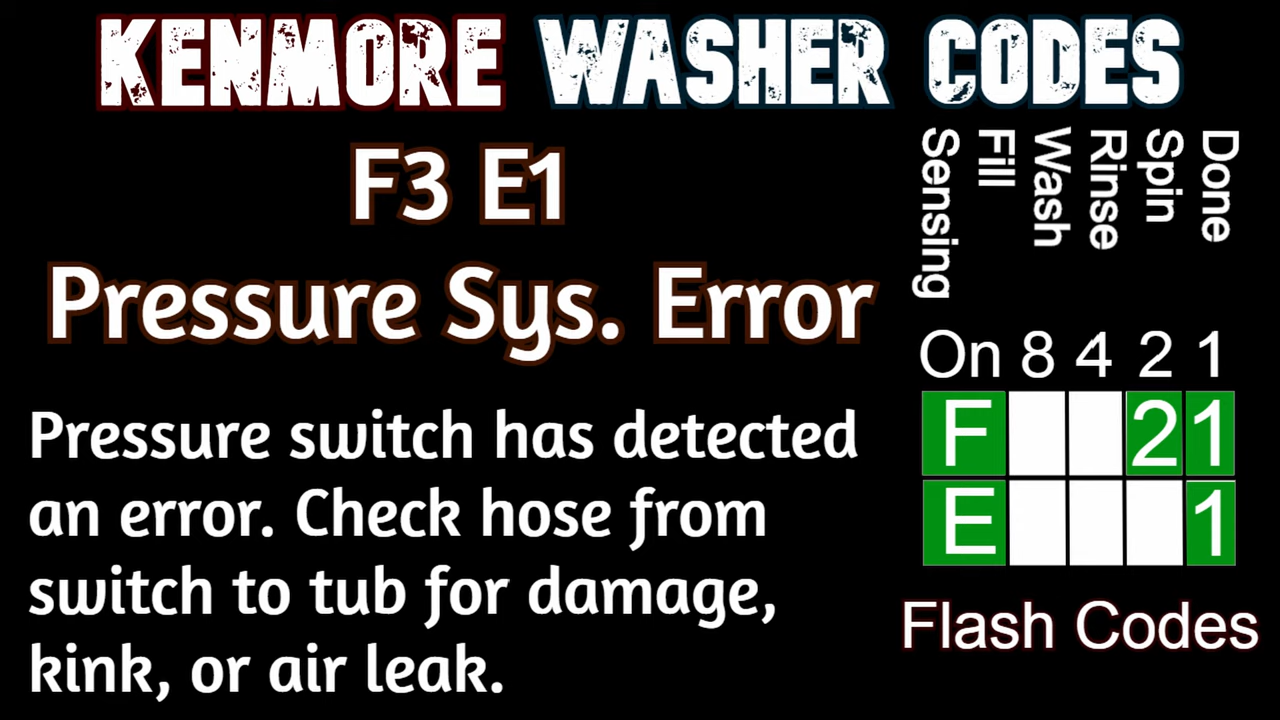 KENMORE WASHER CODES
F3 E1
Pressure Sys. Error
Pressure switch has detected
an error. Check hose from
switch to tub for damage,
kink, or air leak.
Sensing Fill Wash Rinse Spin Done
On 8 4 2 1
F 2 1
E 1
Flash Codes